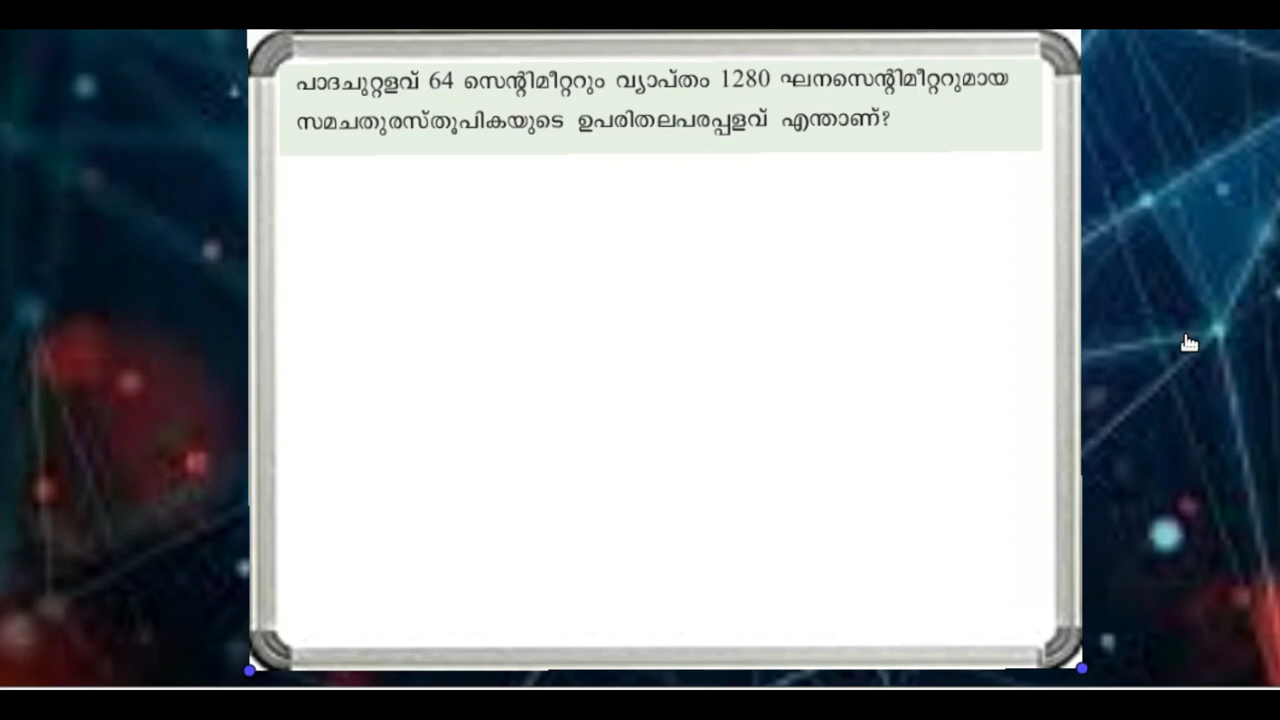 പാദചുറ്റളവ് 64 സെന്റിമീറ്ററും വ്യാപ്തം 1280 ഘനസെന്റിമീറ്ററുമായ
സമചതുരസ്തൂപികയുടെ ഉപരിതലപരപ്പളവ് എന്താണ്?